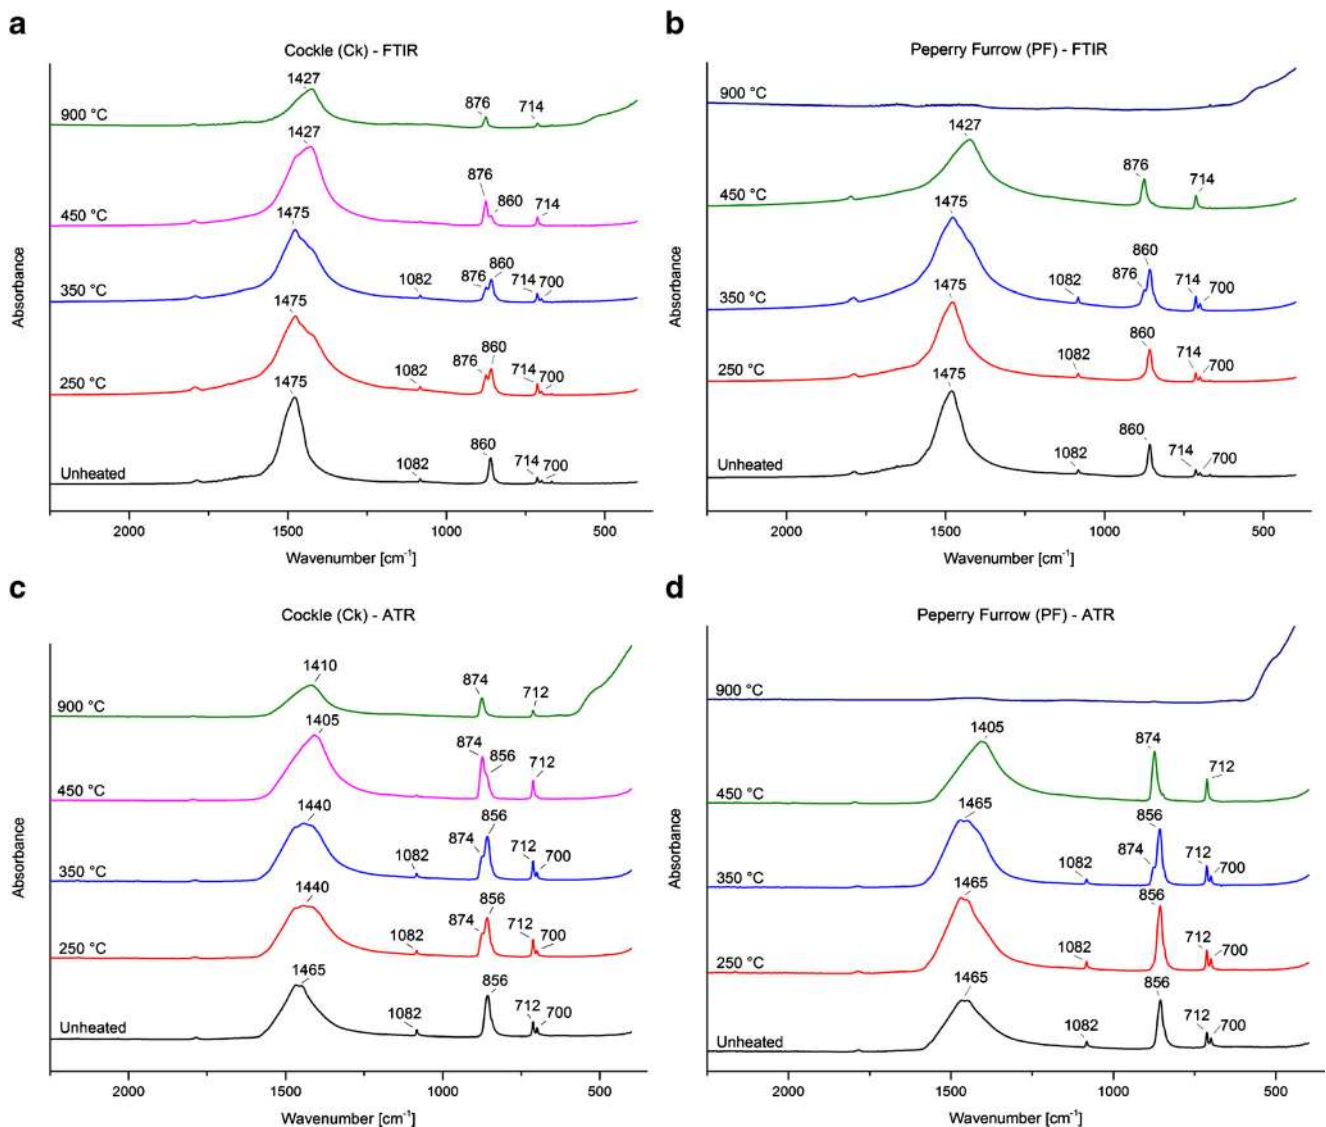 a
Cockle (Ck) - FTIR
1427
876
714
900 °C
1427
876
860
714
450 °C
1475
1082
876
860
714
700
350 °C
1475
1082
876
860
714
700
250 °C
1475
1082
860
714
700
Unheated
Absorbance
2000 1500 1000 500
Wavenumber [cm⁻¹]
b
Peperry Furrow (PF) - FTIR
900 °C
1427
876
714
450 °C
1475
1082
876
860
714
700
350 °C
1475
1082
860
714
700
250 °C
1475
1082
860
714
700
Unheated
Absorbance
2000 1500 1000 500
Wavenumber [cm⁻¹]
c
Cockle (Ck) - ATR
1410
874
712
900 °C
1405
874
856
712
450 °C
1440
1082
874
856
712
700
350 °C
1440
1082
874
856
712
700
250 °C
1465
1082
856
712
700
Unheated
Absorbance
2000 1500 1000 500
Wavenumber [cm⁻¹]
d
Peperry Furrow (PF) - ATR
900 °C
1405
874
712
450 °C
1465
1082
874
856
712
700
350 °C
1465
1082
856
712
700
250 °C
1465
1082
856
712
700
Unheated
Absorbance
2000 1500 1000 500
Wavenumber [cm⁻¹]